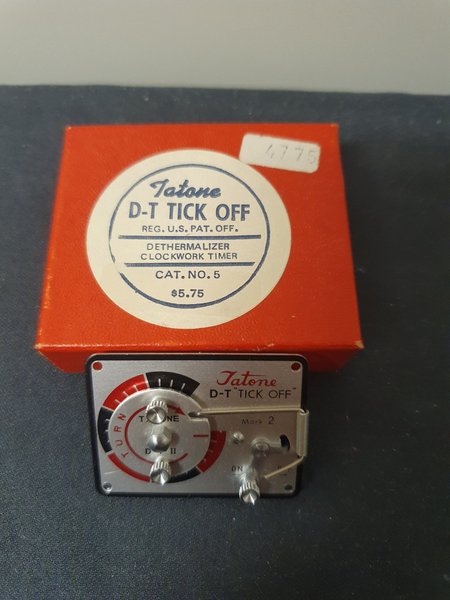 4775
Tatone
D-T TICK OFF
REG. U.S. PAT. OFF.
DETHERMALIZER
CLOCKWORK TIMER
CAT. NO. 5
$5.75
Tatone
D-T "TICK OFF"
Mark 2
TURN
ON